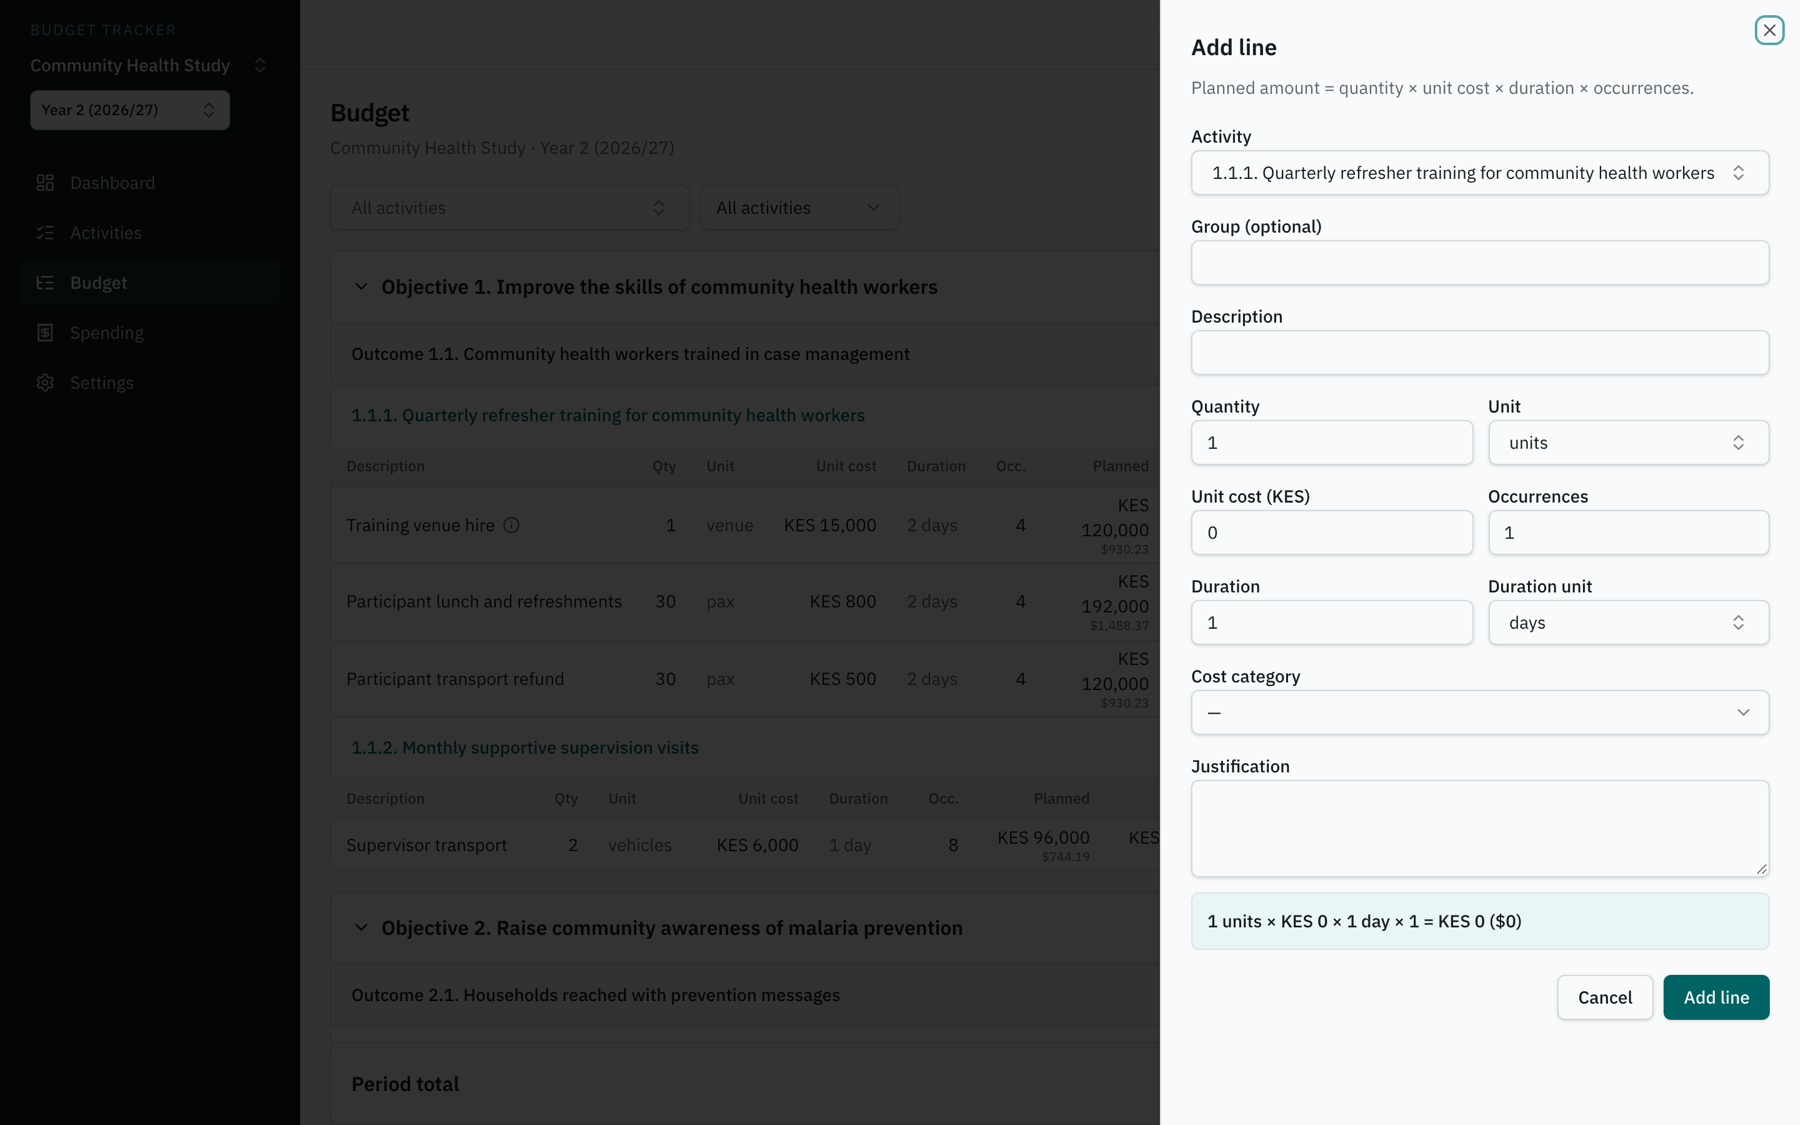 BUDGET TRACKER
Community Health Study
Year 2 (2026/27)
Dashboard
Activities
Budget
Spending
Settings
Budget
Community Health Study · Year 2 (2026/27)
All activities
All activities
Objective 1. Improve the skills of community health workers
Outcome 1.1. Community health workers trained in case management
1.1.1. Quarterly refresher training for community health workers
Description Qty Unit Unit cost Duration Occ. Planned
Training venue hire 1 venue KES 15,000 2 days 4 KES 120,000 $930.23
Participant lunch and refreshments 30 pax KES 800 2 days 4 KES 192,000 $1,488.37
Participant transport refund 30 pax KES 500 2 days 4 KES 120,000 $930.23
1.1.2. Monthly supportive supervision visits
Description Qty Unit Unit cost Duration Occ. Planned
Supervisor transport 2 vehicles KES 6,000 1 day 8 KES 96,000 $744.19 KES
Objective 2. Raise community awareness of malaria prevention
Outcome 2.1. Households reached with prevention messages
Period total
Add line
Planned amount = quantity × unit cost × duration × occurrences.
Activity
1.1.1. Quarterly refresher training for community health workers
Group (optional)
Description
Quantity Unit
1 units
Unit cost (KES) Occurrences
0 1
Duration Duration unit
1 days
Cost category
—
Justification
1 units × KES 0 × 1 day × 1 = KES 0 ($0)
Cancel Add line